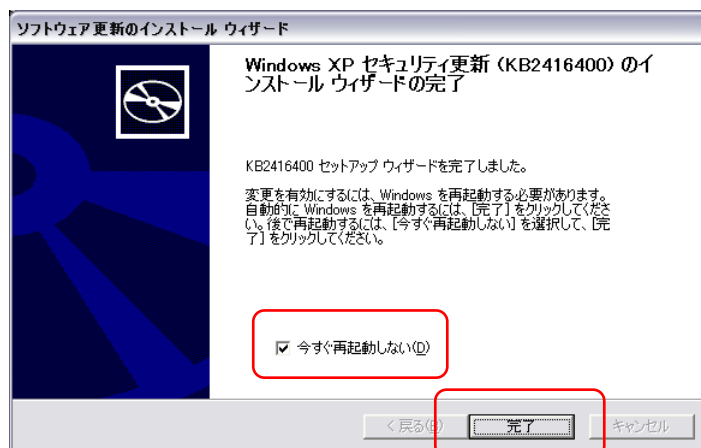 ソフトウェア更新のインストール ウィザード
Windows XP セキュリティ更新 (KB2416400) のイ
ンストール ウィザードの完了
KB2416400 セットアップ ウィザードを完了しました。
変更を有効にするには、Windows を再起動する必要があります。
自動的に Windows を再起動するには、[完了] をクリックしてくださ
い。後で再起動するには、[今すぐ再起動しない] を選択して、[完
了] をクリックしてください。
今すぐ再起動しない(D)
< 戻る(B) 完了 キャンセル